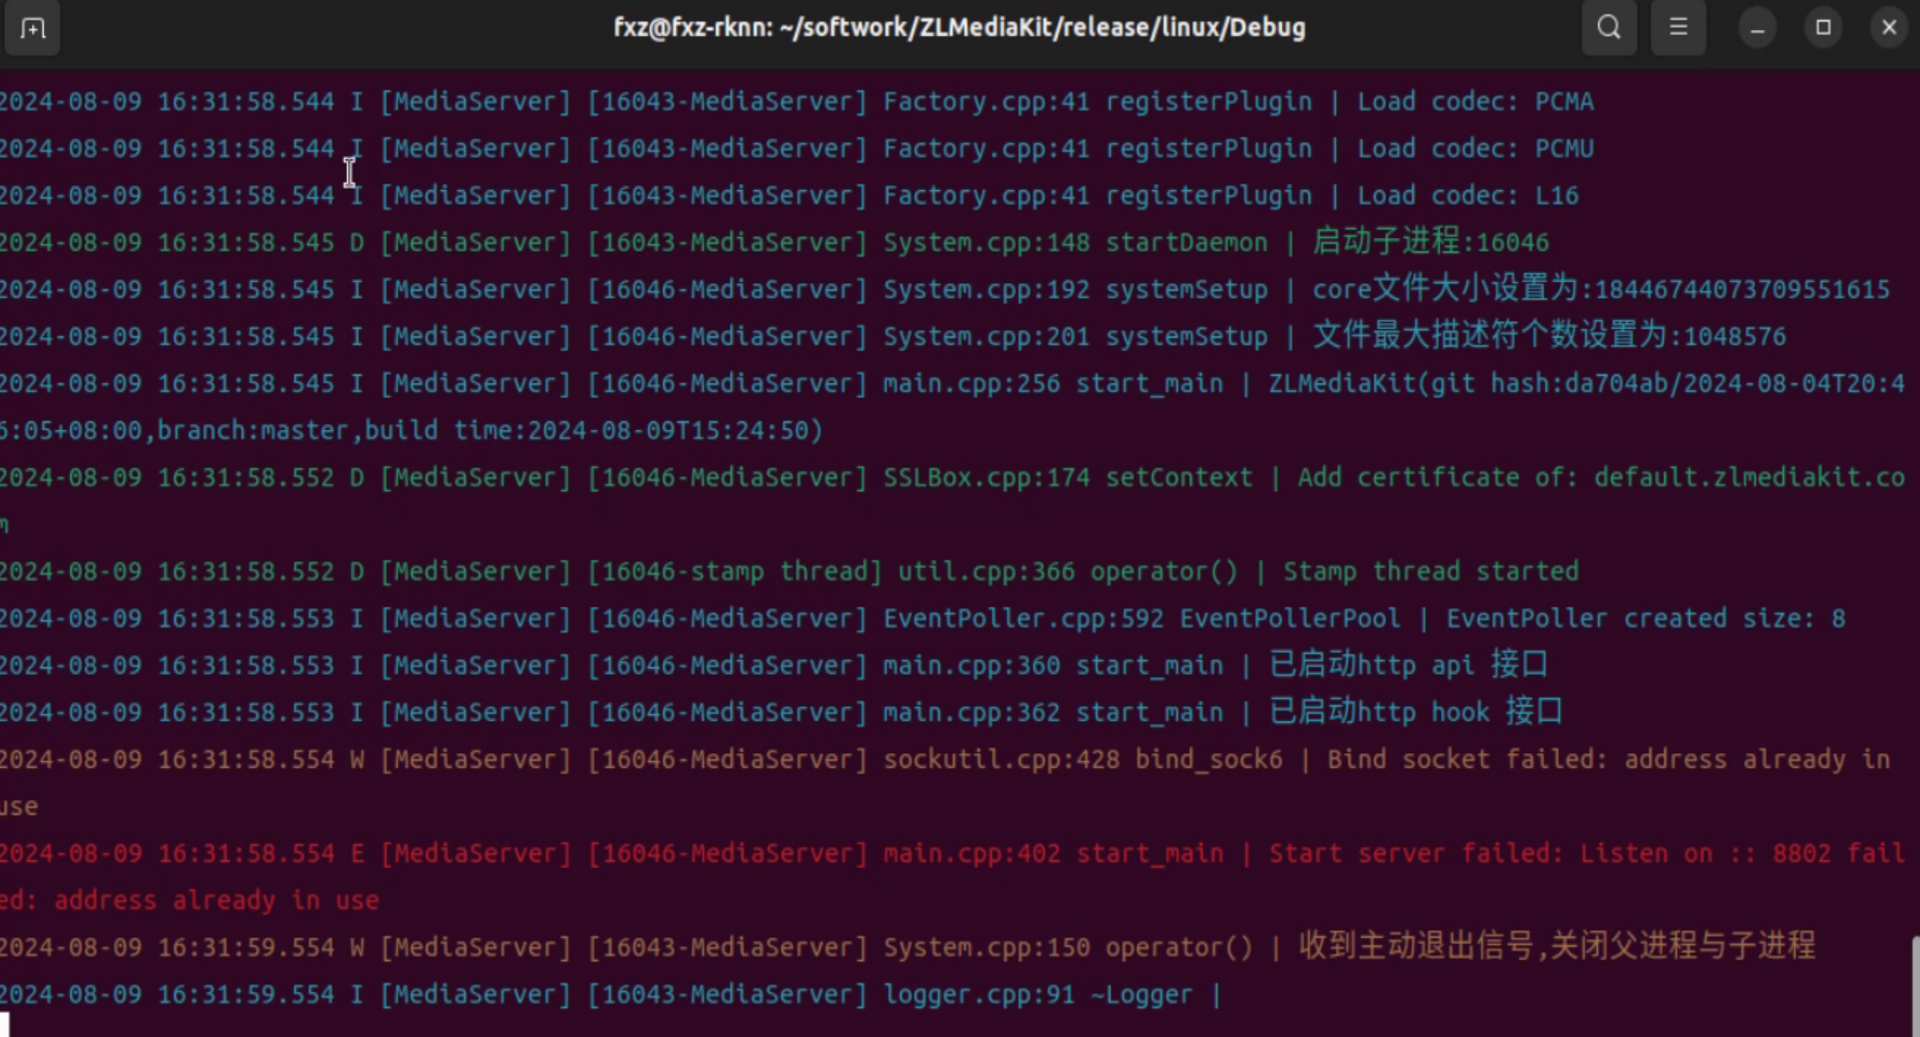 fxz@fxz-rknn: ~/softwork/ZLMediaKit/release/linux/Debug
2024-08-09 16:31:58.544 I [MediaServer] [16043-MediaServer] Factory.cpp:41 registerPlugin | Load codec: PCMA
2024-08-09 16:31:58.544 I [MediaServer] [16043-MediaServer] Factory.cpp:41 registerPlugin | Load codec: PCMU
2024-08-09 16:31:58.544 I [MediaServer] [16043-MediaServer] Factory.cpp:41 registerPlugin | Load codec: L16
2024-08-09 16:31:58.545 D [MediaServer] [16043-MediaServer] System.cpp:148 startDaemon | 启动子进程:16046
2024-08-09 16:31:58.545 I [MediaServer] [16046-MediaServer] System.cpp:192 systemSetup | core文件大小设置为:18446744073709551615
2024-08-09 16:31:58.545 I [MediaServer] [16046-MediaServer] System.cpp:201 systemSetup | 文件最大描述符个数设置为:1048576
2024-08-09 16:31:58.545 I [MediaServer] [16046-MediaServer] main.cpp:256 start_main | ZLMediaKit(git hash:da704ab/2024-08-04T20:4
6:05+08:00,branch:master,build time:2024-08-09T15:24:50)
2024-08-09 16:31:58.552 D [MediaServer] [16046-MediaServer] SSLBox.cpp:174 setContext | Add certificate of: default.zlmediakit.co
m
2024-08-09 16:31:58.552 D [MediaServer] [16046-stamp thread] util.cpp:366 operator() | Stamp thread started
2024-08-09 16:31:58.553 I [MediaServer] [16046-MediaServer] EventPoller.cpp:592 EventPollerPool | EventPoller created size: 8
2024-08-09 16:31:58.553 I [MediaServer] [16046-MediaServer] main.cpp:360 start_main | 已启动http api 接口
2024-08-09 16:31:58.553 I [MediaServer] [16046-MediaServer] main.cpp:362 start_main | 已启动http hook 接口
2024-08-09 16:31:58.554 W [MediaServer] [16046-MediaServer] sockutil.cpp:428 bind_sock6 | Bind socket failed: address already in
use
2024-08-09 16:31:58.554 E [MediaServer] [16046-MediaServer] main.cpp:402 start_main | Start server failed: Listen on :: 8802 fail
ed: address already in use
2024-08-09 16:31:59.554 W [MediaServer] [16043-MediaServer] System.cpp:150 operator() | 收到主动退出信号,关闭父进程与子进程
2024-08-09 16:31:59.554 I [MediaServer] [16043-MediaServer] logger.cpp:91 ~Logger |